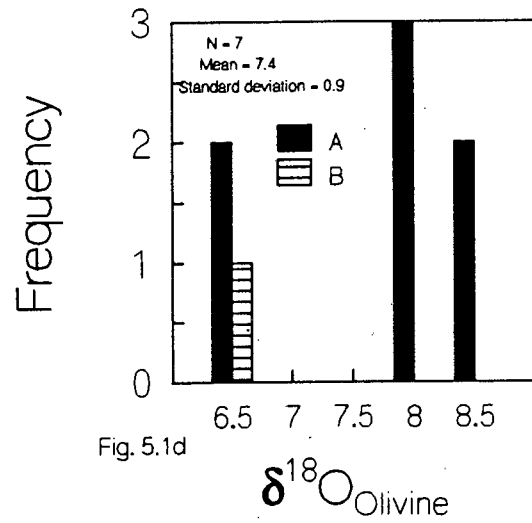 3
N = 7
Mean = 7.4
Standard deviation = 0.9
A
B
2
1
0
Frequency
6.5 7 7.5 8 8.5
Fig. 5.1d
δ18OOlivine